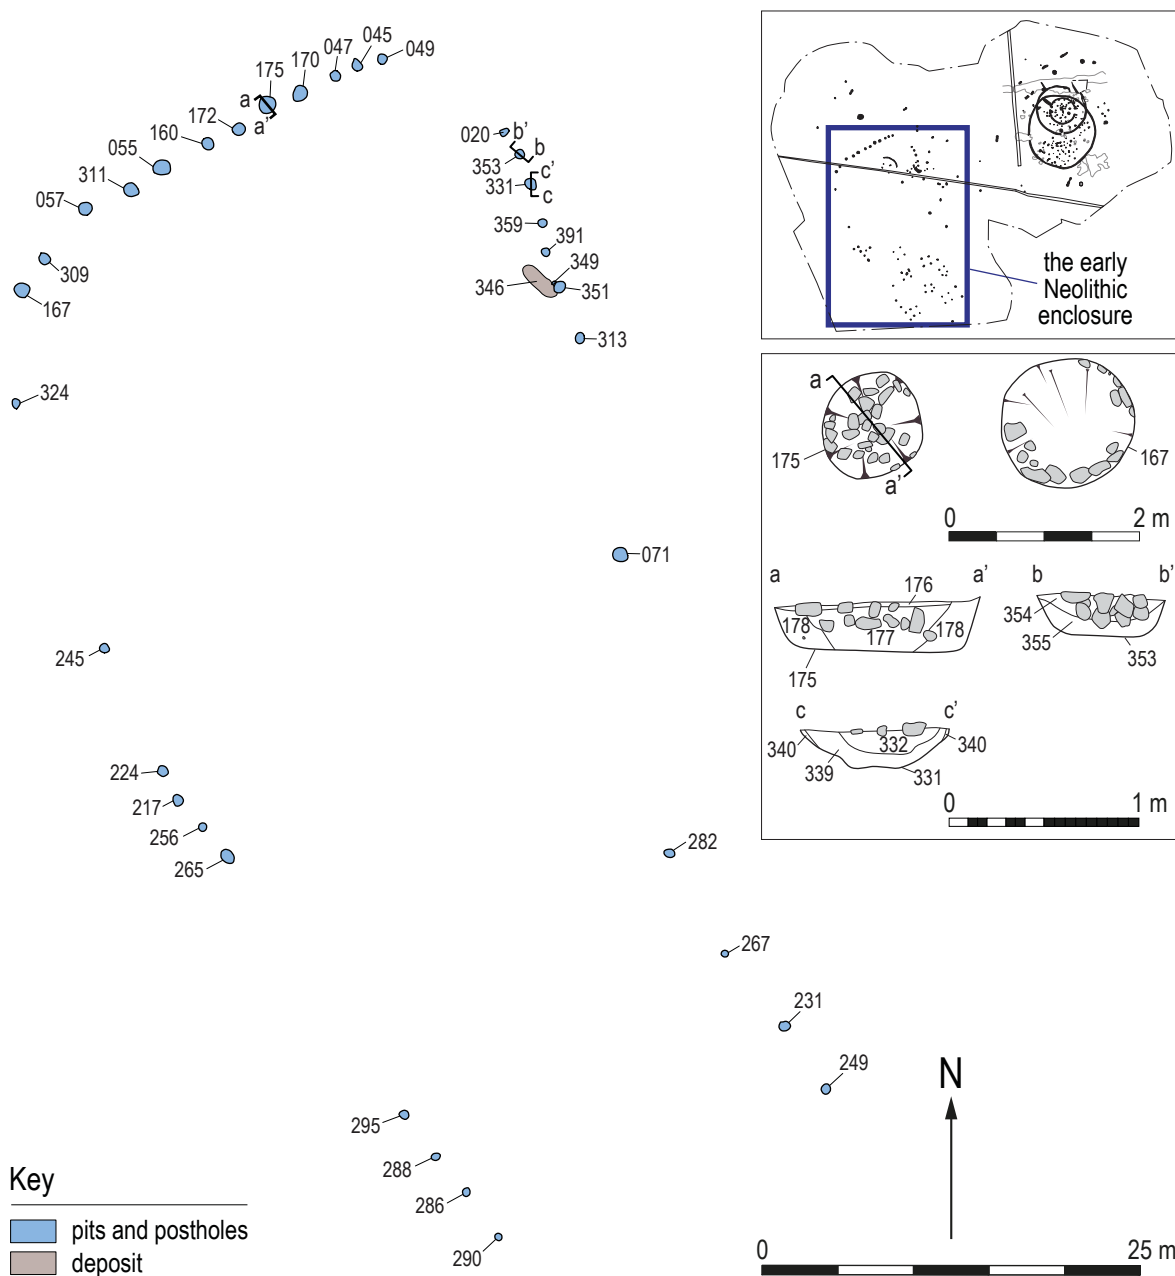 049
045
047
170
175
a
a'
172
160
055
311
057
309
167
324
020
b'
b
353
c'
331
c
359
391
349
346
351
313
071
245
224
217
256
265
282
267
231
249
295
288
286
290
N
Key
pits and postholes
deposit
0 25 m
the early
Neolithic
enclosure
a
175
a'
167
0 2 m
a a' b b'
176
354
178 177 178
355
353
175
c c'
340 332 340
339 331
0 1 m